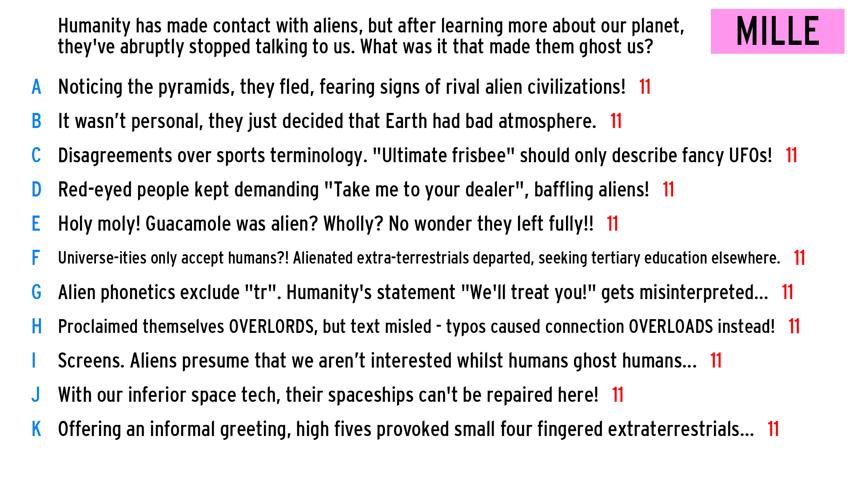 Humanity has made contact with aliens, but after learning more about our planet,
they've abruptly stopped talking to us. What was it that made them ghost us?
MILLE
A Noticing the pyramids, they fled, fearing signs of rival alien civilizations! 11
B It wasn't personal, they just decided that Earth had bad atmosphere. 11
C Disagreements over sports terminology. "Ultimate frisbee" should only describe fancy UFOs! 11
D Red-eyed people kept demanding "Take me to your dealer", baffling aliens! 11
E Holy moly! Guacamole was alien? Wholly? No wonder they left fully!! 11
F Universe-ities only accept humans?! Alienated extra-terrestrials departed, seeking tertiary education elsewhere. 11
G Alien phonetics exclude "tr". Humanity's statement "We'll treat you!" gets misinterpreted... 11
H Proclaimed themselves OVERLORDS, but text misled - typos caused connection OVERLOADS instead! 11
I Screens. Aliens presume that we aren't interested whilst humans ghost humans... 11
J With our inferior space tech, their spaceships can't be repaired here! 11
K Offering an informal greeting, high fives provoked small four fingered extraterrestrials... 11